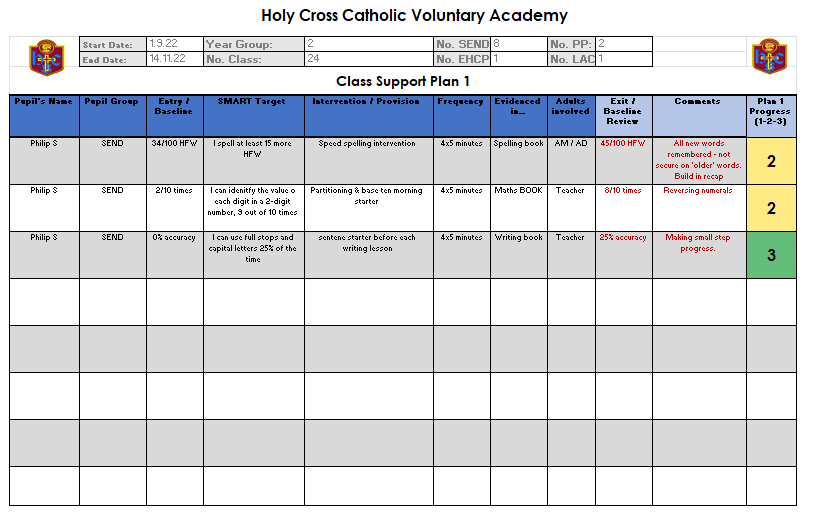 Holy Cross Catholic Voluntary Academy
Start Date: 1.9.22 Year Group: 2 No. SEND 8 No. PP: 2
End Date: 14.11.22 No. Class: 24 No. EHCP 1 No. LAC 1
Class Support Plan 1
Pupil's Name Pupil Group Entry / Baseline SMART Target Intervention / Provision Frequency Evidenced in... Adults involved Exit / Baseline Review Comments Plan 1 Progress (1-2-3)
Philip S SEND 34/100 HFW I spell at least 15 more HFW Speed spelling intervention 4x5 minutes Spelling book AM / AD 45/100 HFW All new words remembered - not secure on 'older' words. Build in recap 2
Philip S SEND 2/10 times I can identify the value o each digit in a 2-digit number, 9 out of 10 times Partitioning & base ten morning starter 4x5 minutes Maths BOOK Teacher 8/10 times Reversing numerals 2
Philip S SEND 0% accuracy I can use full stops and capital letters 25% of the time sentene starter before each writing lesson 4x5 minutes Writing book Teacher 25% accuracy Making small step progress. 3